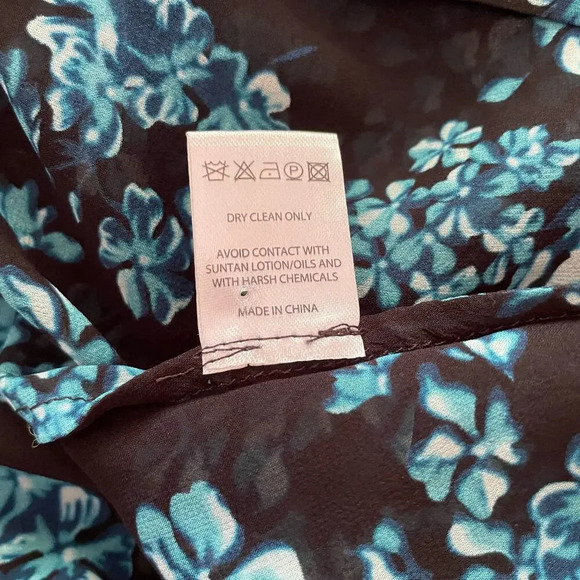 DRY CLEAN ONLY
AVOID CONTACT WITH
SUNTAN LOTION/OILS AND
WITH HARSH CHEMICALS
MADE IN CHINA